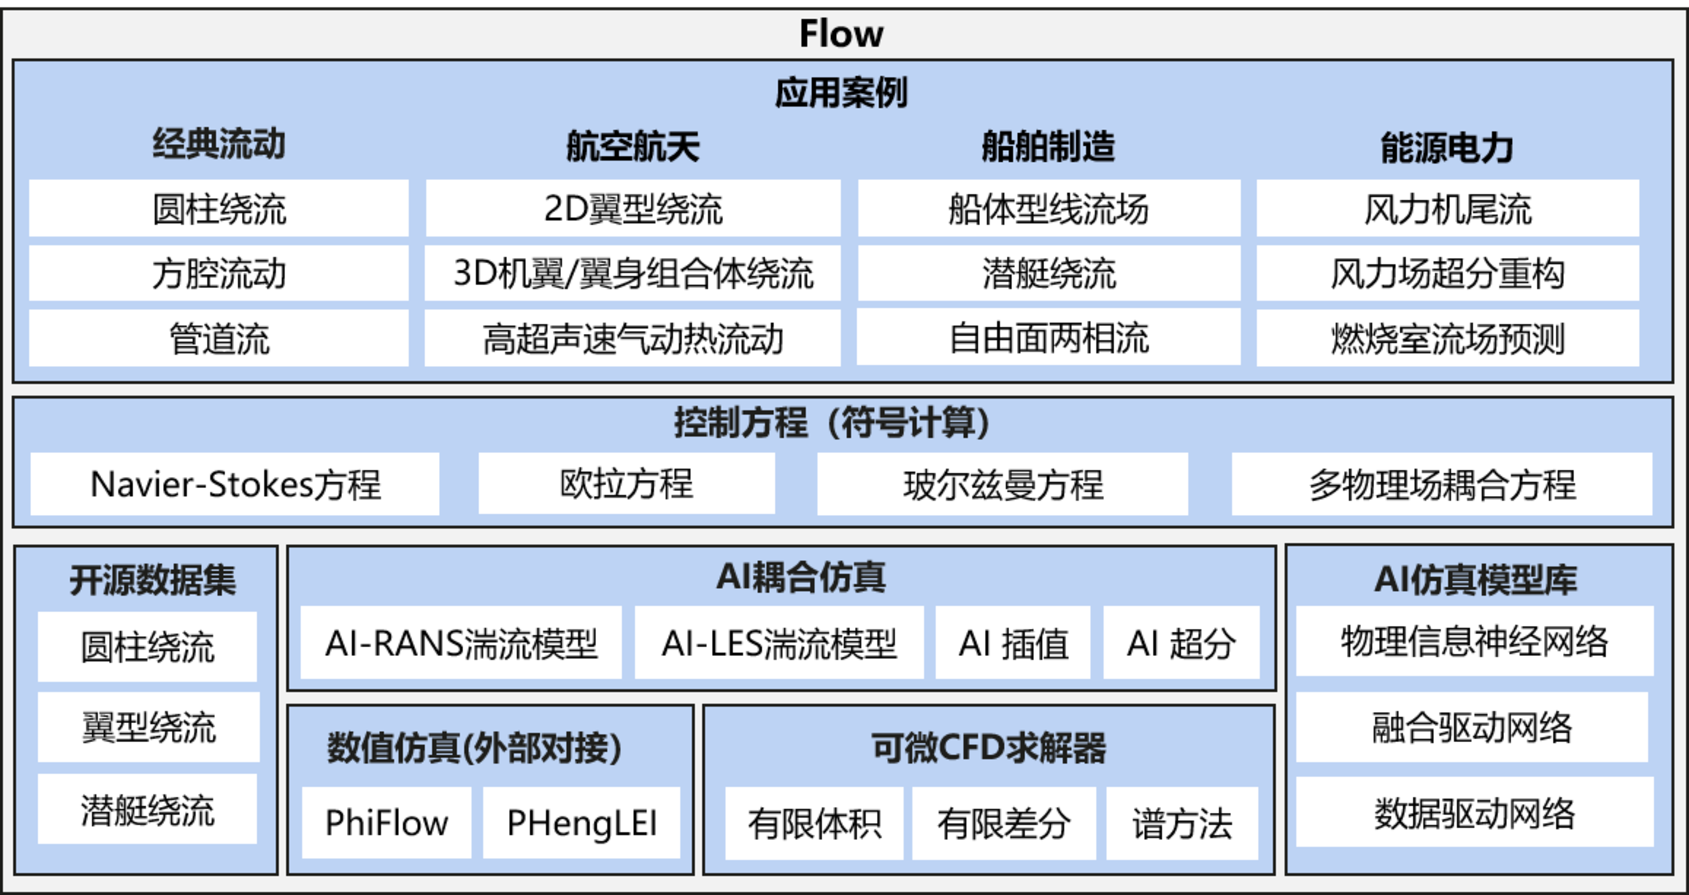 Flow
应用案例
经典流动
航空航天
船舶制造
能源电力
圆柱绕流
2D翼型绕流
船体型线流场
风力机尾流
方腔流动
3D机翼/翼身组合体绕流
潜艇绕流
风力场超分重构
管道流
高超声速气动热流动
自由面两相流
燃烧室流场预测
控制方程（符号计算）
Navier-Stokes方程
欧拉方程
玻尔兹曼方程
多物理场耦合方程
开源数据集
圆柱绕流
翼型绕流
潜艇绕流
AI耦合仿真
AI-RANS湍流模型
AI-LES湍流模型
AI 插值
AI 超分
数值仿真(外部对接)
PhiFlow
PHengLEI
可微CFD求解器
有限体积
有限差分
谱方法
AI仿真模型库
物理信息神经网络
融合驱动网络
数据驱动网络